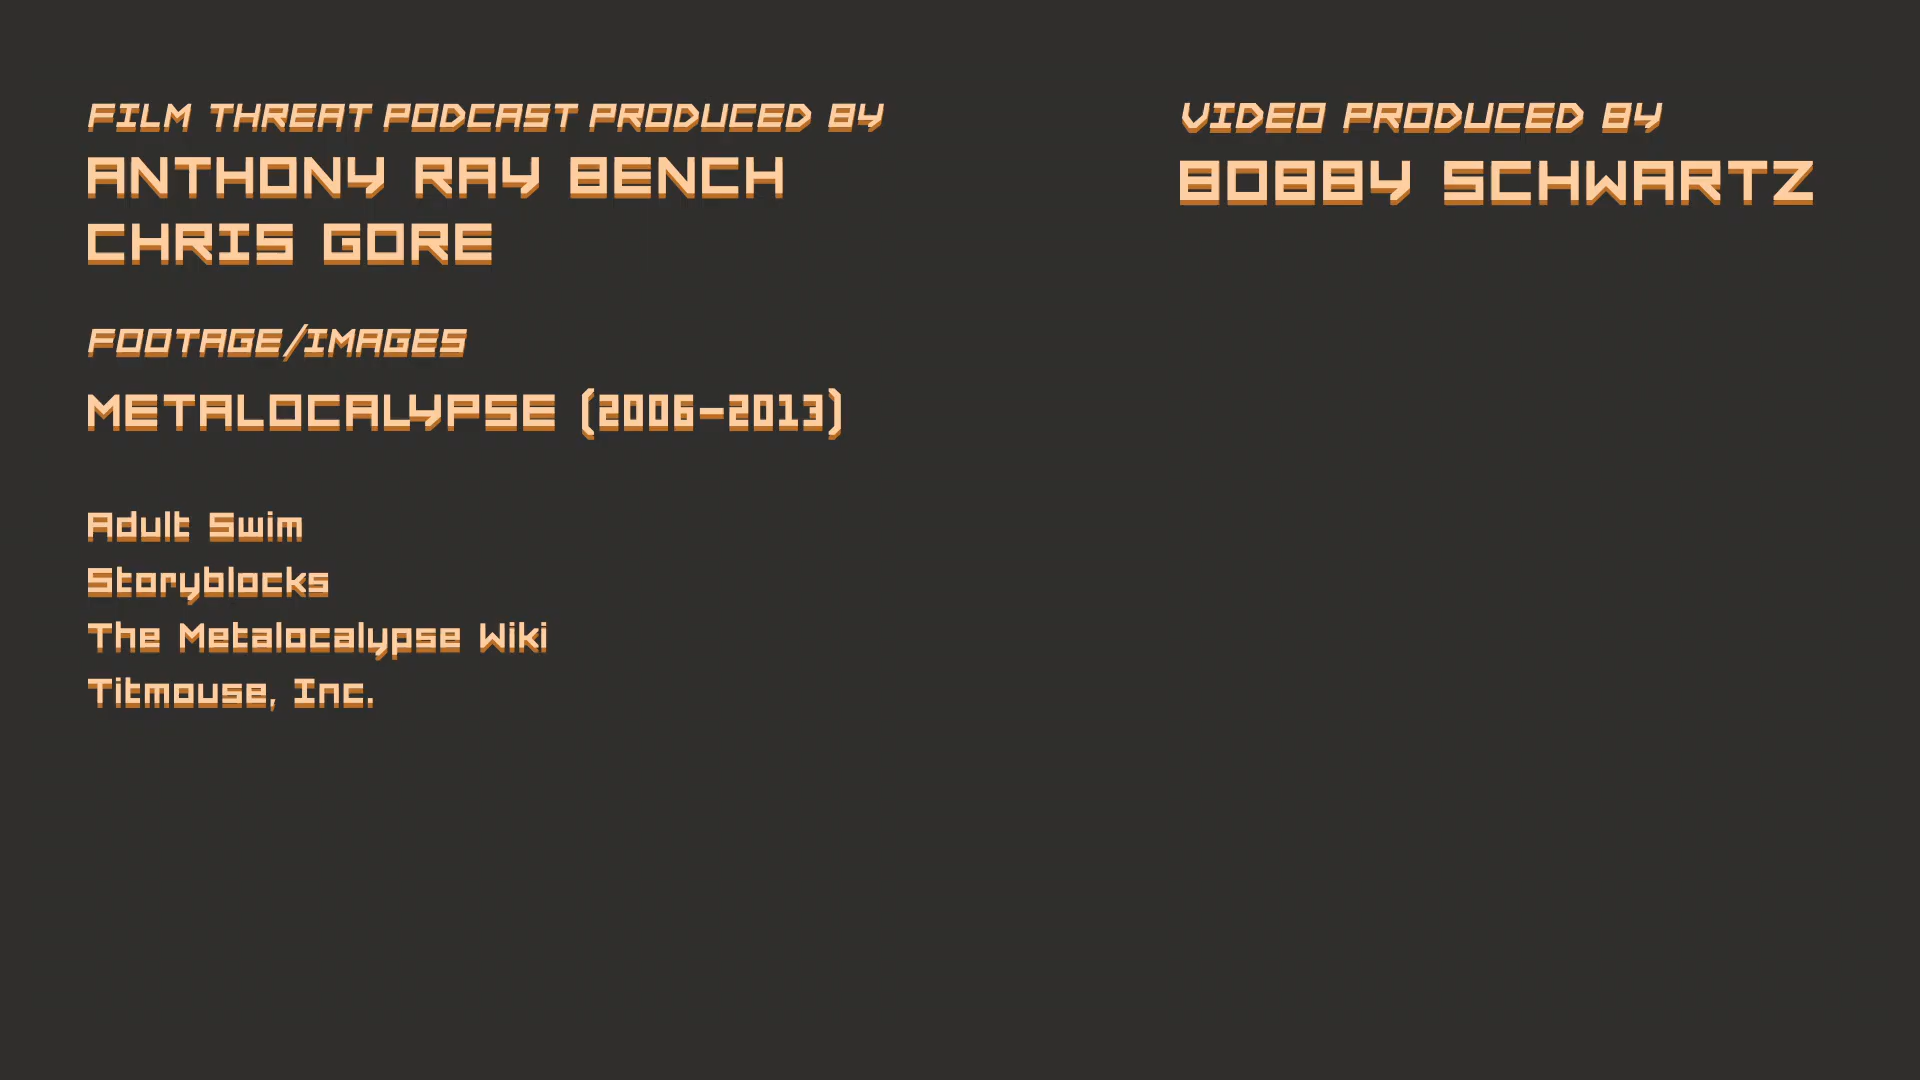 FILM THREAT PODCAST PRODUCED BY
ANTHONY RAY BENCH
CHRIS GORE
FOOTAGE/IMAGES
METALOCALYPSE (2006-2013)
Adult Swim
Storyblocks
The Metalocalypse Wiki
Titmouse, Inc.
VIDEO PRODUCED BY
BOBBY SCHWARTZ